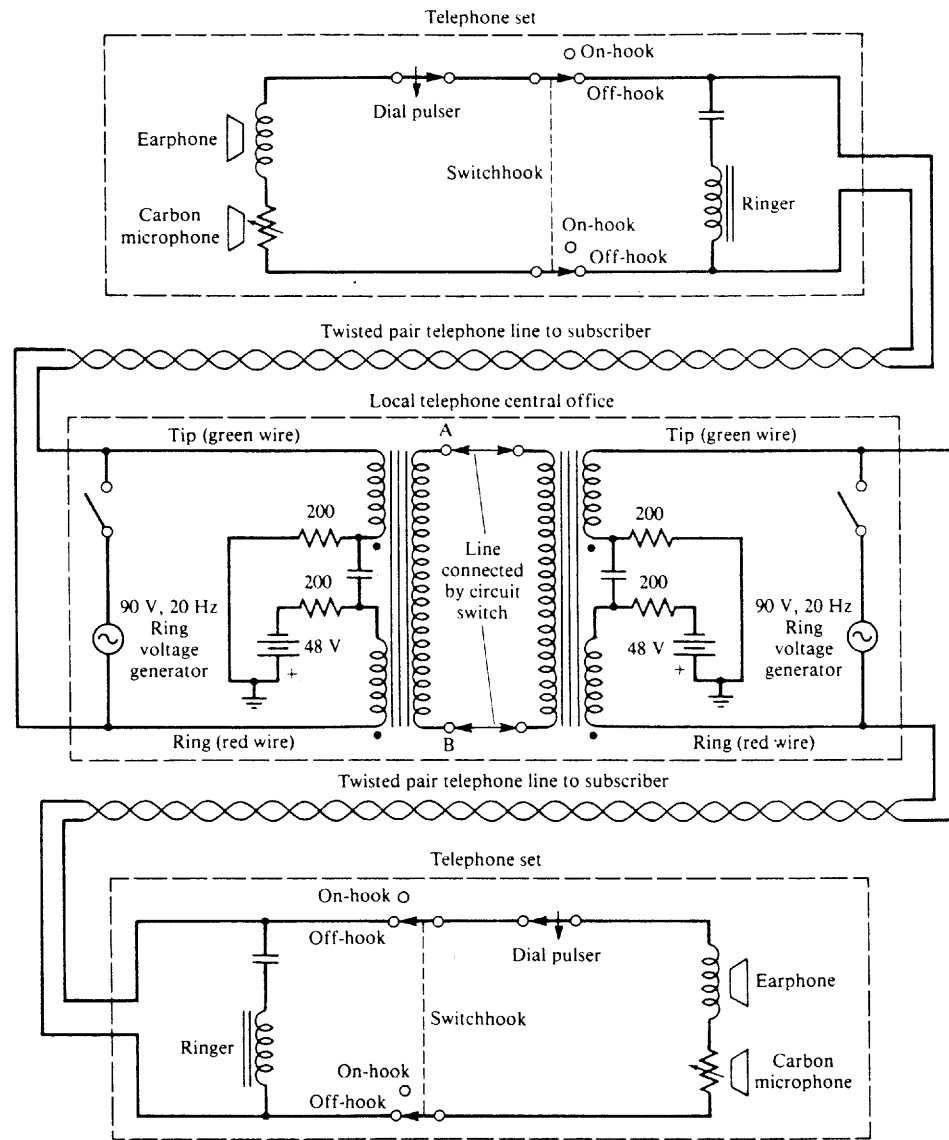 Telephone set
On-hook
Off-hook
Dial pulser
Earphone
Switchhook
Carbon
microphone
Ringer
On-hook
Off-hook
Twisted pair telephone line to subscriber
Local telephone central office
Tip (green wire)
A
Tip (green wire)
200
200
Line
connected
by circuit
switch
200
200
90 V, 20 Hz
Ring
voltage
generator
48 V
+
48 V
+
90 V, 20 Hz
Ring
voltage
generator
Ring (red wire)
B
Ring (red wire)
Twisted pair telephone line to subscriber
Telephone set
On-hook
Off-hook
Dial pulser
Earphone
Switchhook
Ringer
On-hook
Off-hook
Carbon
microphone